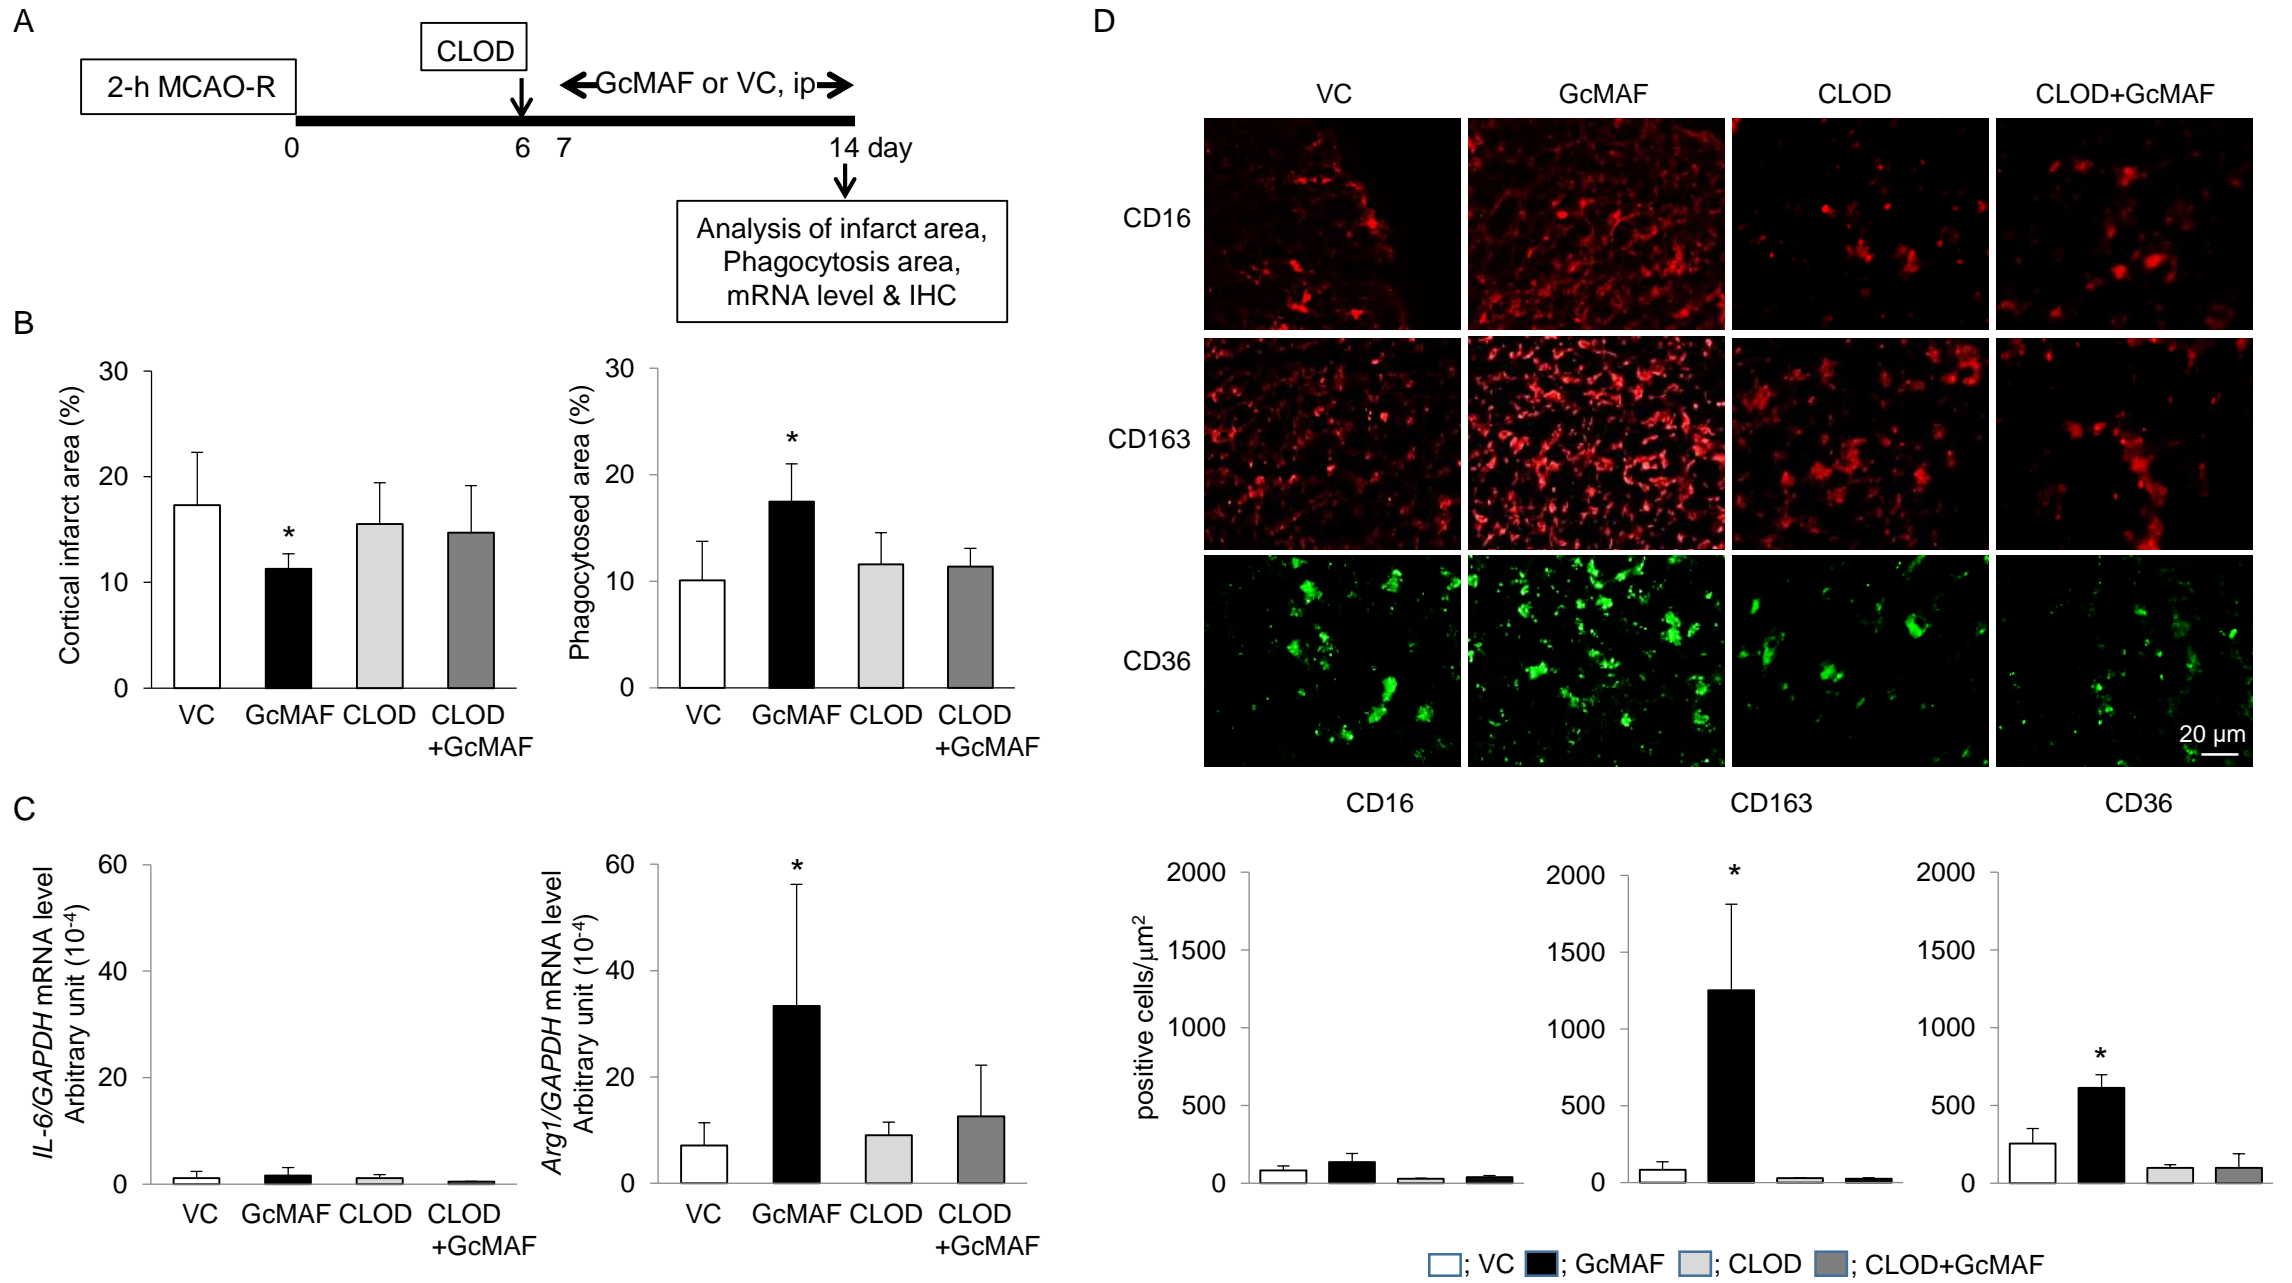 A
2-h MCAO-R
CLOD
GcMAF or VC, ip
0 6 7 14 day
Analysis of infarct area,
Phagocytosis area,
mRNA level & IHC
B
Cortical infarct area (%)
30
20
10
0
VC GcMAF CLOD CLOD
+GcMAF
*
Phagocytosed area (%)
30
20
10
0
VC GcMAF CLOD CLOD
+GcMAF
*
C
IL-6/GAPDH mRNA level
Arbitrary unit (10-4)
60
40
20
0
VC GcMAF CLOD CLOD
+GcMAF
Arg1/GAPDH mRNA level
Arbitrary unit (10-4)
60
40
20
0
VC GcMAF CLOD CLOD
+GcMAF
*
D
VC GcMAF CLOD CLOD+GcMAF
CD16
CD163
CD36
20 µm
CD16 CD163 CD36
positive cells/µm2
2000
1500
1000
500
0
2000
1500
1000
500
0
*
2000
1500
1000
500
0
*
; VC ; GcMAF ; CLOD ; CLOD+GcMAF